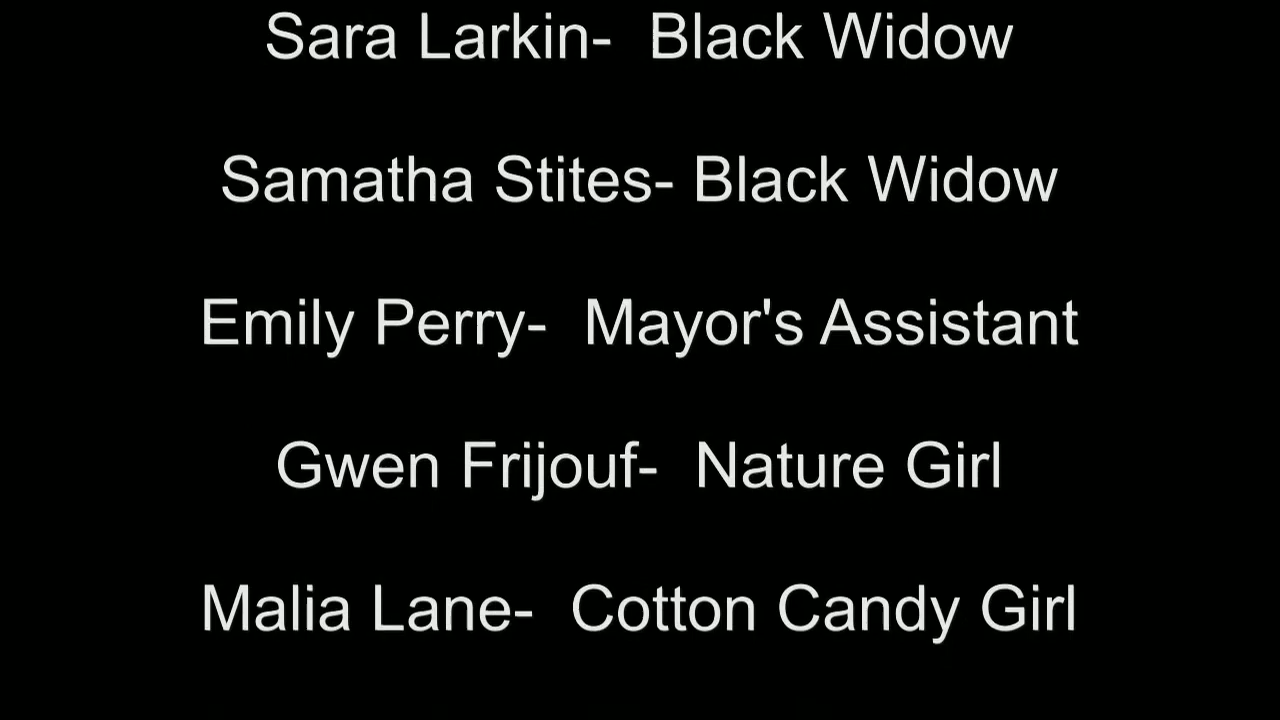 Sara Larkin-  Black Widow
Samatha Stites- Black Widow
Emily Perry-  Mayor's Assistant
Gwen Frijouf-  Nature Girl
Malia Lane-  Cotton Candy Girl